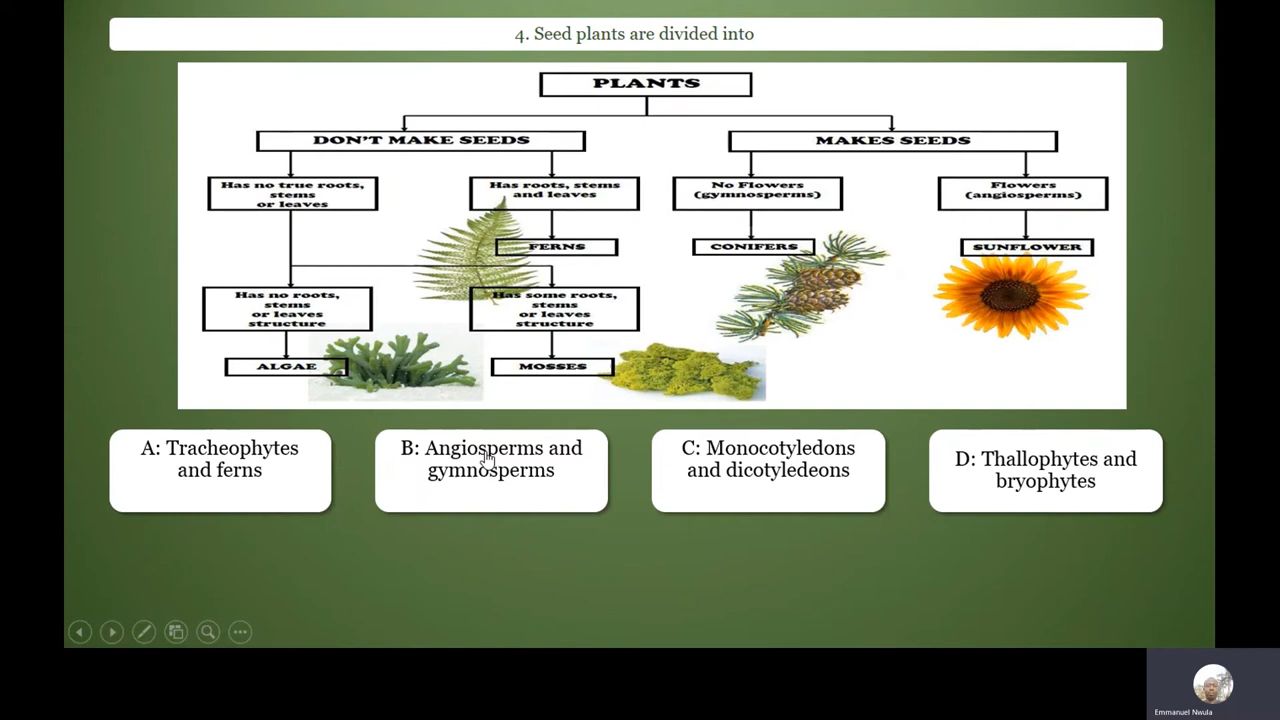 4. Seed plants are divided into
PLANTS
DON'T MAKE SEEDS
MAKES SEEDS
Has no true roots,
stems
or leaves
Has roots, stems
and leaves
No Flowers
(gymnosperms)
Flowers
(angiosperms)
FERNS
CONIFERS
SUNFLOWER
Has no roots,
stems
or leaves
structure
Has some roots,
stems
or leaves
structure
ALGAE
MOSSES
A: Tracheophytes
and ferns
B: Angiosperms and
gymnosperms
C: Monocotyledons
and dicotyledeons
D: Thallophytes and
bryophytes
Emmanuel Nwula